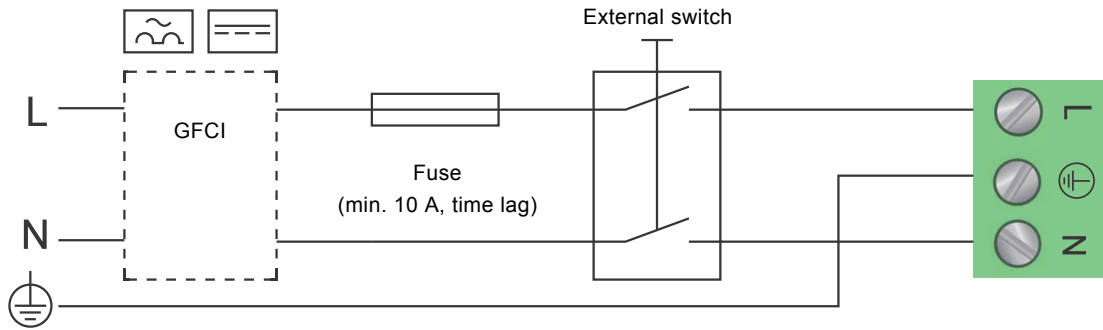 External switch
L
GFCI
Fuse
(min. 10 A, time lag)
N
L
N